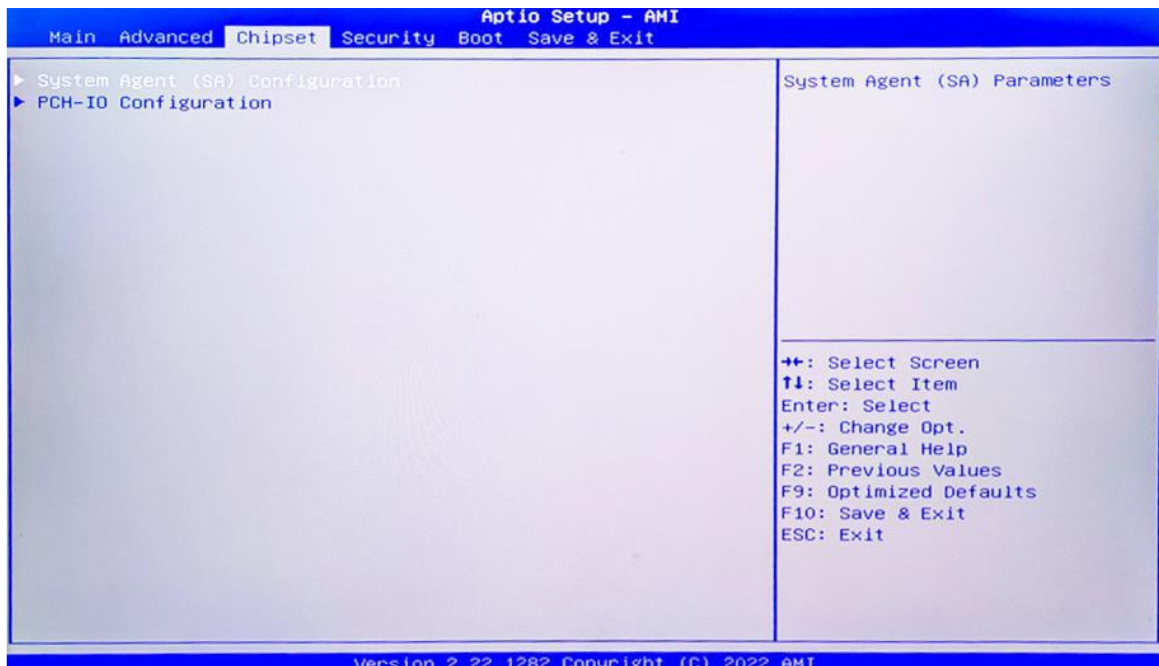 Aptio Setup - AMI
Main Advanced Chipset Security Boot Save & Exit
► System Agent (SA) Configuration
► PCH-IO Configuration
System Agent (SA) Parameters
→←: Select Screen
↑↓: Select Item
Enter: Select
+/-: Change Opt.
F1: General Help
F2: Previous Values
F9: Optimized Defaults
F10: Save & Exit
ESC: Exit
Version 2.22.1282 Copyright (C) 2022 AMI